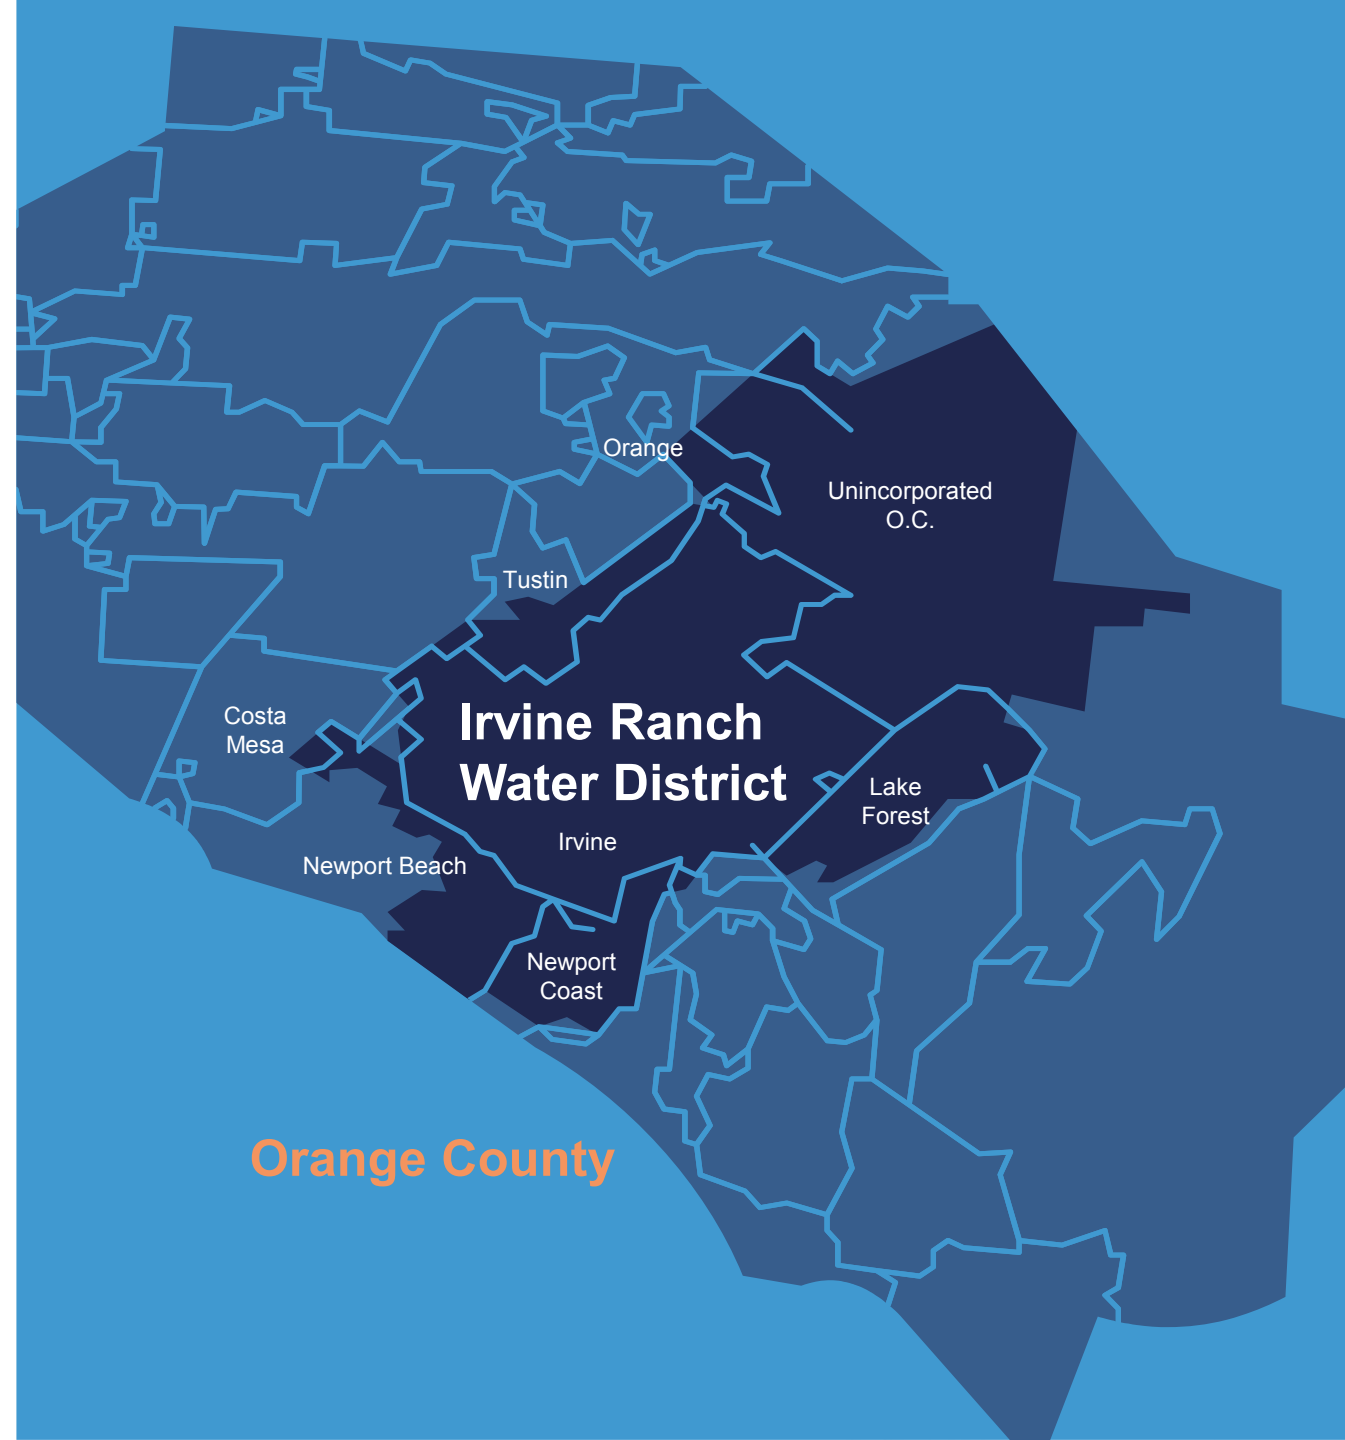 Orange
Unincorporated
O.C.
Tustin
Costa
Mesa
Irvine Ranch
Water District
Lake
Forest
Irvine
Newport Beach
Newport
Coast
Orange County